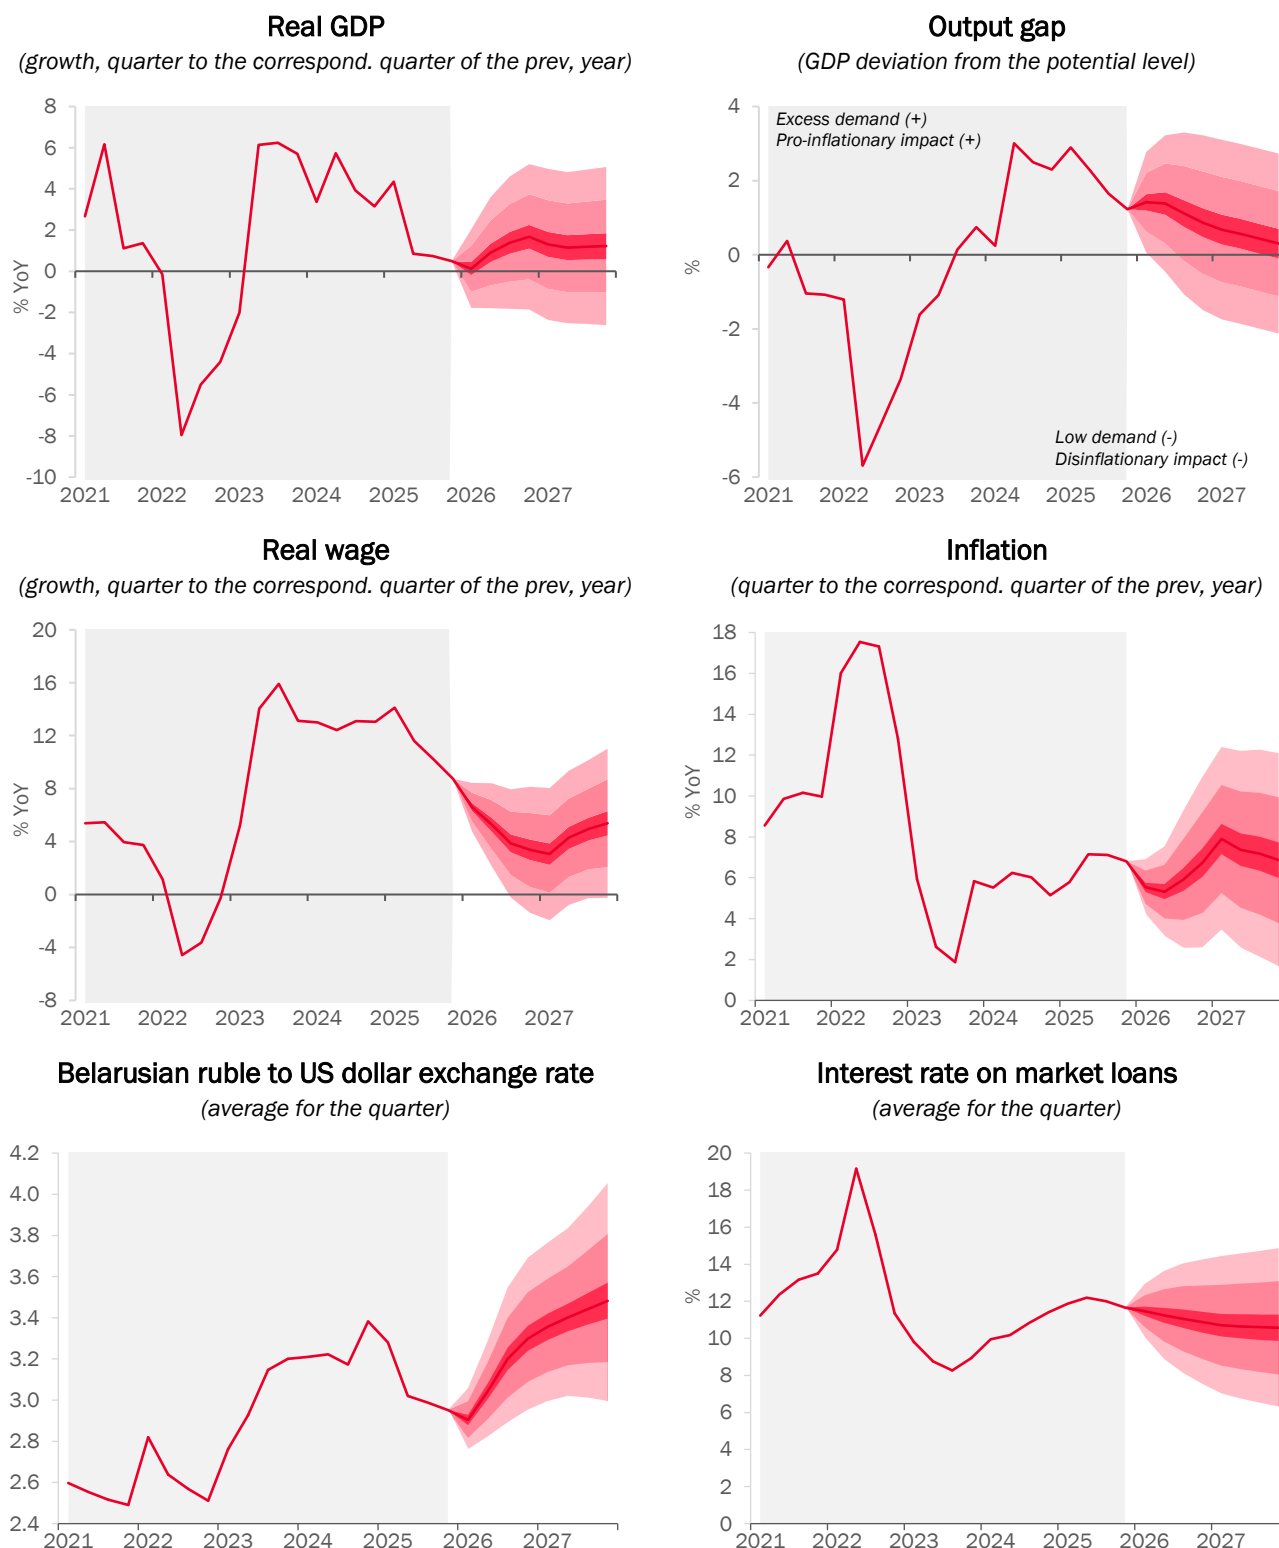 Real GDP
(growth, quarter to the correspond. quarter of the prev, year)
8
6
4
2
0
-2
-4
-6
-8
-10
% YoY
2021 2022 2023 2024 2025 2026 2027
Output gap
(GDP deviation from the potential level)
Excess demand (+)
Pro-inflationary impact (+)
4
2
0
-2
-4
-6
%
Low demand (-)
Disinflationary impact (-)
2021 2022 2023 2024 2025 2026 2027
Real wage
(growth, quarter to the correspond. quarter of the prev, year)
20
16
12
8
4
0
-4
-8
% YoY
2021 2022 2023 2024 2025 2026 2027
Inflation
(quarter to the correspond. quarter of the prev, year)
18
16
14
12
10
8
6
4
2
0
% YoY
2021 2022 2023 2024 2025 2026 2027
Belarusian ruble to US dollar exchange rate
(average for the quarter)
4.2
4.0
3.8
3.6
3.4
3.2
3.0
2.8
2.6
2.4
2021 2022 2023 2024 2025 2026 2027
Interest rate on market loans
(average for the quarter)
20
18
16
14
12
10
8
6
4
2
0
%
2021 2022 2023 2024 2025 2026 2027